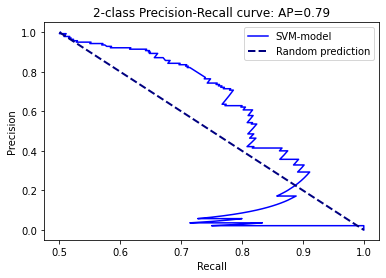 2-class Precision-Recall curve: AP=0.79
SVM-model
Random prediction
Precision
1.0
0.8
0.6
0.4
0.2
0.0
0.5 0.6 0.7 0.8 0.9 1.0
Recall